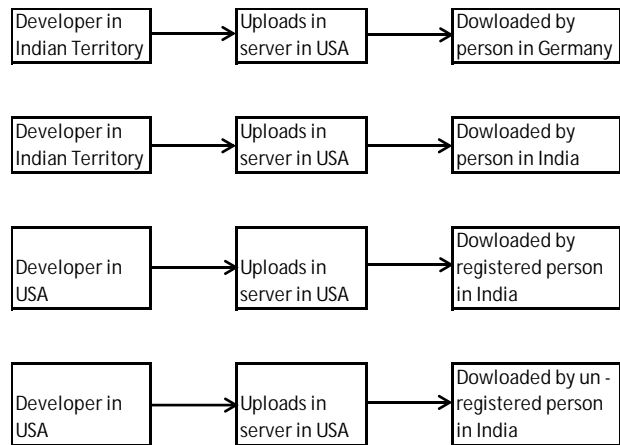 Developer in
Indian Territory
Uploads in
server in USA
Dowloaded by
person in Germany
Developer in
Indian Territory
Uploads in
server in USA
Dowloaded by
person in India
Developer in
USA
Uploads in
server in USA
Dowloaded by
registered person
in India
Developer in
USA
Uploads in
server in USA
Dowloaded by un -
registered person
in India